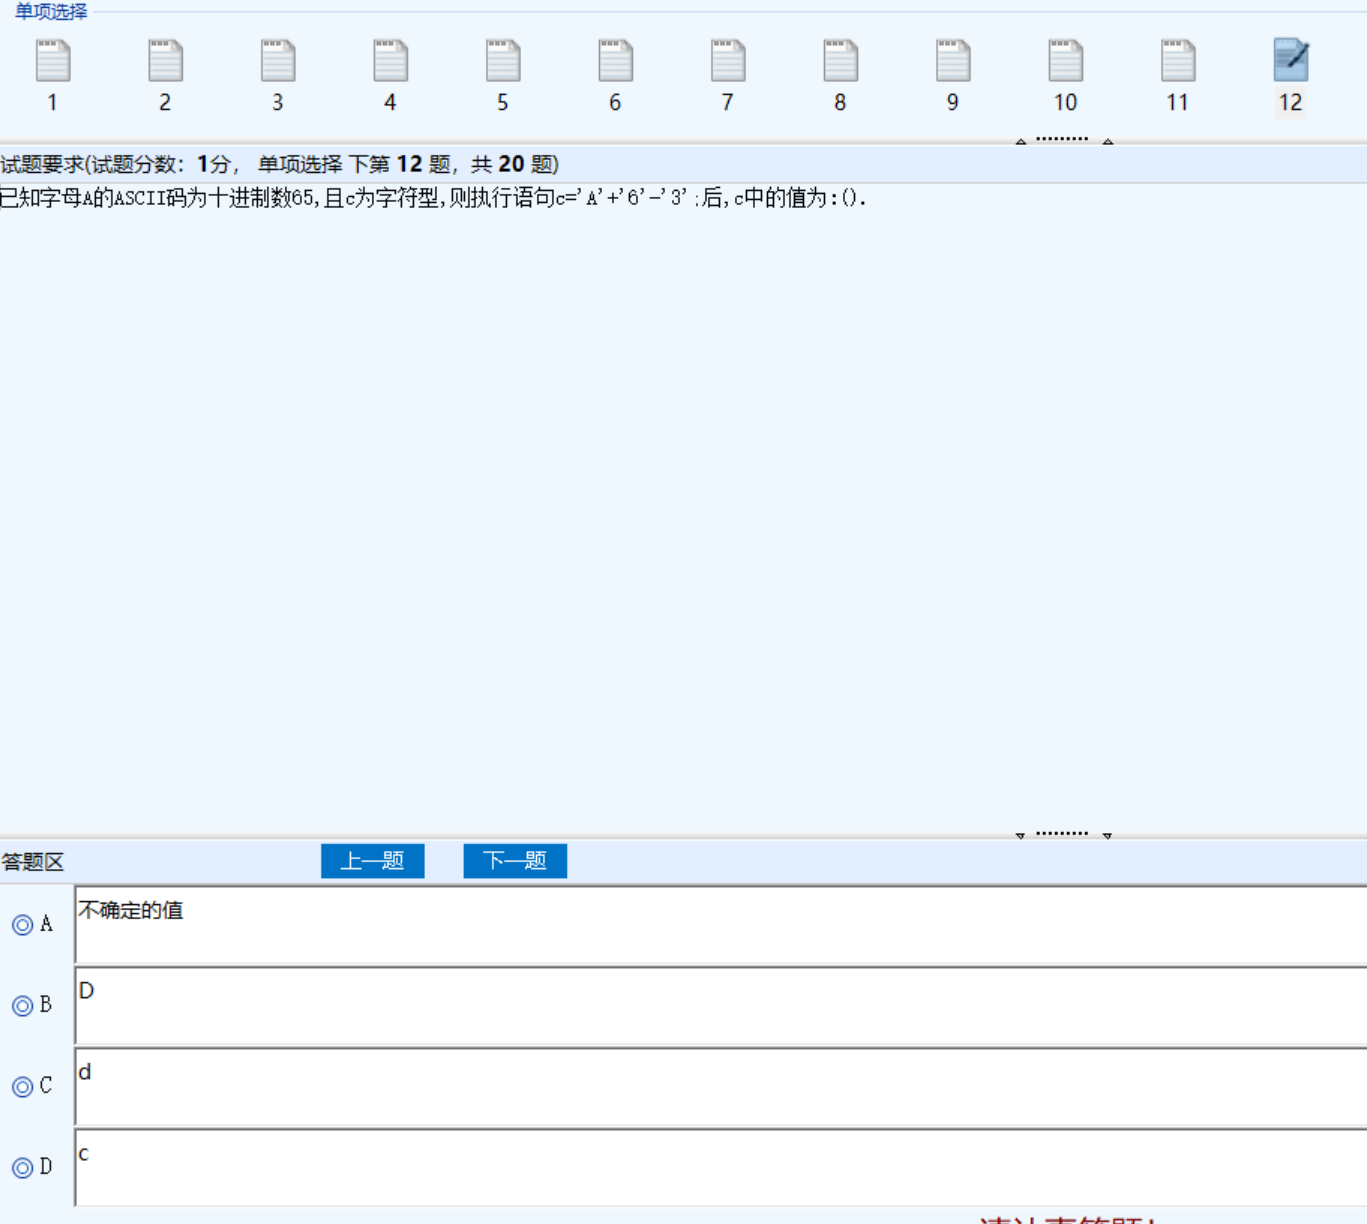 单项选择
1 2 3 4 5 6 7 8 9 10 11 12
试题要求(试题分数：1分， 单项选择 下第 12 题，共 20 题)
已知字母A的ASCII码为十进制数65,且c为字符型,则执行语句c='A'+'6'-'3';后,c中的值为:().
答题区 上一题 下一题
A 不确定的值
B D
C d
D c